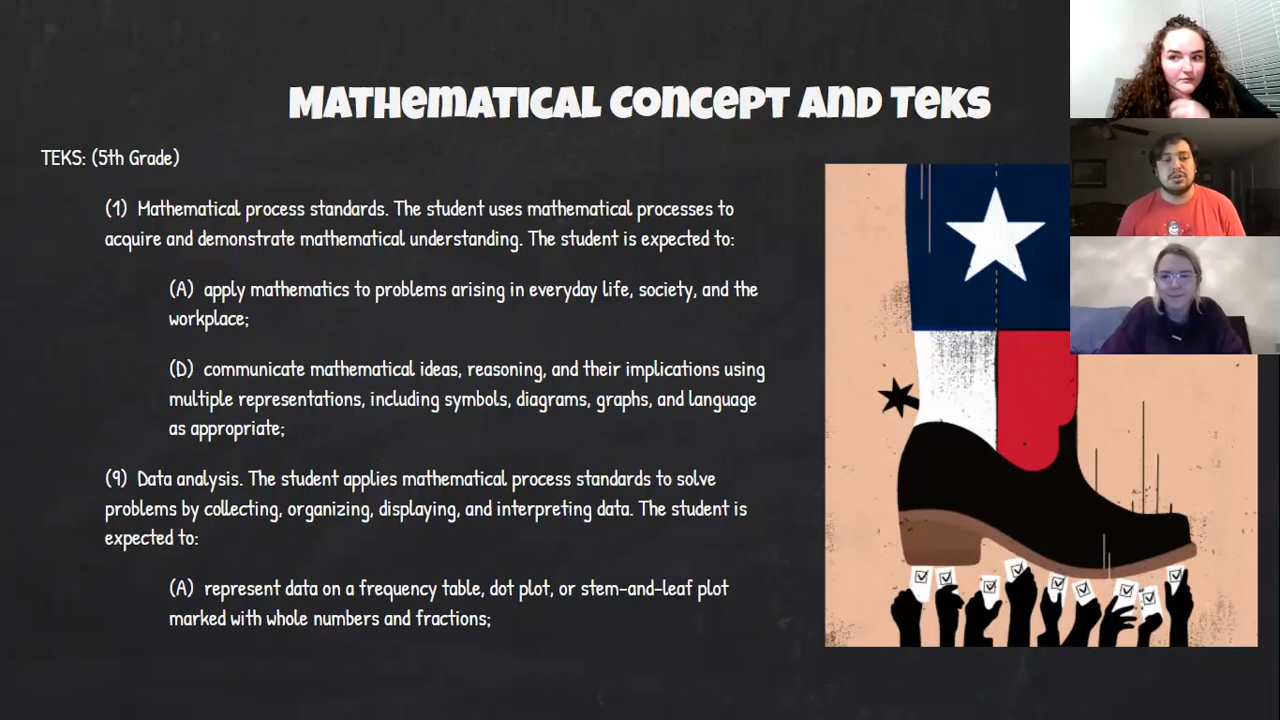 Mathematical Concept and TEKS
TEKS: (5th Grade)
(1) Mathematical process standards. The student uses mathematical processes to
acquire and demonstrate mathematical understanding. The student is expected to:
(A) apply mathematics to problems arising in everyday life, society, and the
workplace;
(D) communicate mathematical ideas, reasoning, and their implications using
multiple representations, including symbols, diagrams, graphs, and language
as appropriate;
(9) Data analysis. The student applies mathematical process standards to solve
problems by collecting, organizing, displaying, and interpreting data. The student is
expected to:
(A) represent data on a frequency table, dot plot, or stem-and-leaf plot
marked with whole numbers and fractions;